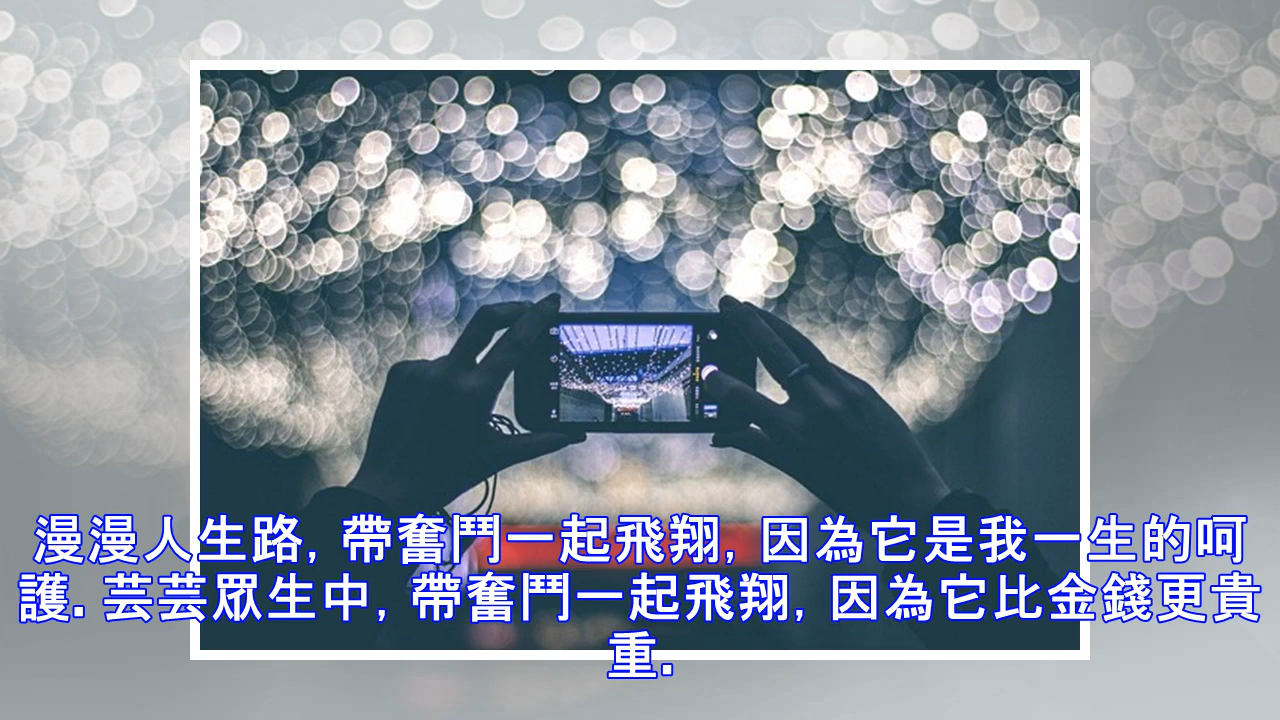 漫漫人生路, 帶奮鬥一起飛翔, 因為它是我一生的呵
護. 芸芸眾生中, 帶奮鬥一起飛翔, 因為它比金錢更貴
重.